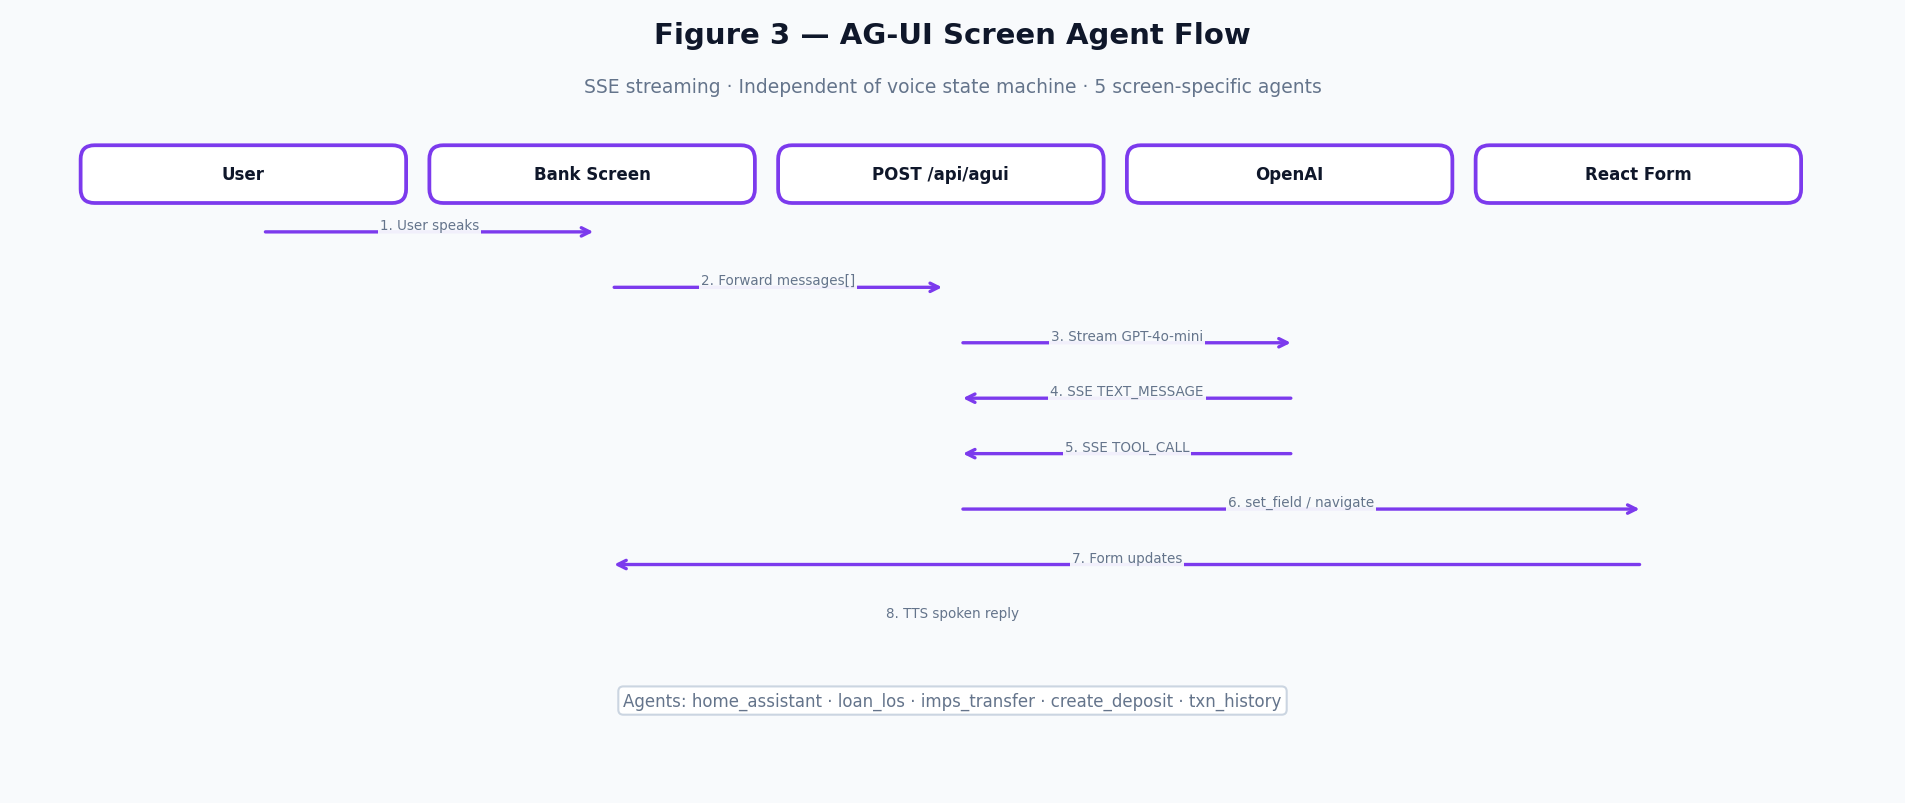 Figure 3 — AG-UI Screen Agent Flow
SSE streaming · Independent of voice state machine · 5 screen-specific agents
User
Bank Screen
POST /api/agui
OpenAI
React Form
1. User speaks
2. Forward messages[]
3. Stream GPT-4o-mini
4. SSE TEXT_MESSAGE
5. SSE TOOL_CALL
6. set_field / navigate
7. Form updates
8. TTS spoken reply
Agents: home_assistant · loan_los · imps_transfer · create_deposit · txn_history